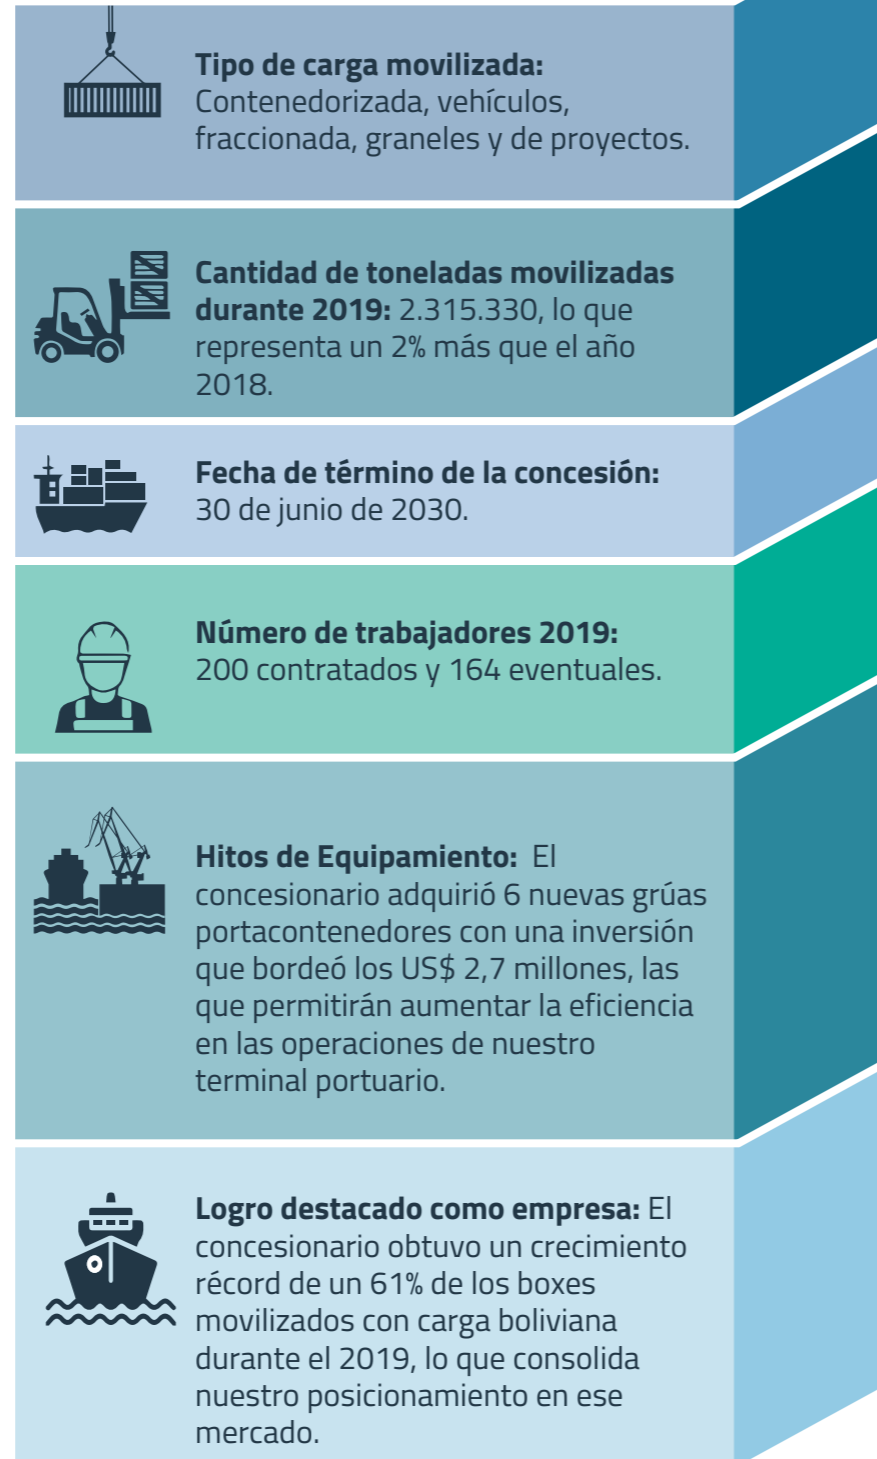 Tipo de carga movilizada:
Contenedorizada, vehículos,
fraccionada, graneles y de proyectos.
Cantidad de toneladas movilizadas
durante 2019: 2.315.330, lo que
representa un 2% más que el año
2018.
Fecha de término de la concesión:
30 de junio de 2030.
Número de trabajadores 2019:
200 contratados y 164 eventuales.
Hitos de Equipamiento: El
concesionario adquirió 6 nuevas grúas
portacontenedores con una inversión
que bordeó los US$ 2,7 millones, las
que permitirán aumentar la eficiencia
en las operaciones de nuestro
terminal portuario.
Logro destacado como empresa: El
concesionario obtuvo un crecimiento
récord de un 61% de los boxes
movilizados con carga boliviana
durante el 2019, lo que consolida
nuestro posicionamiento en ese
mercado.